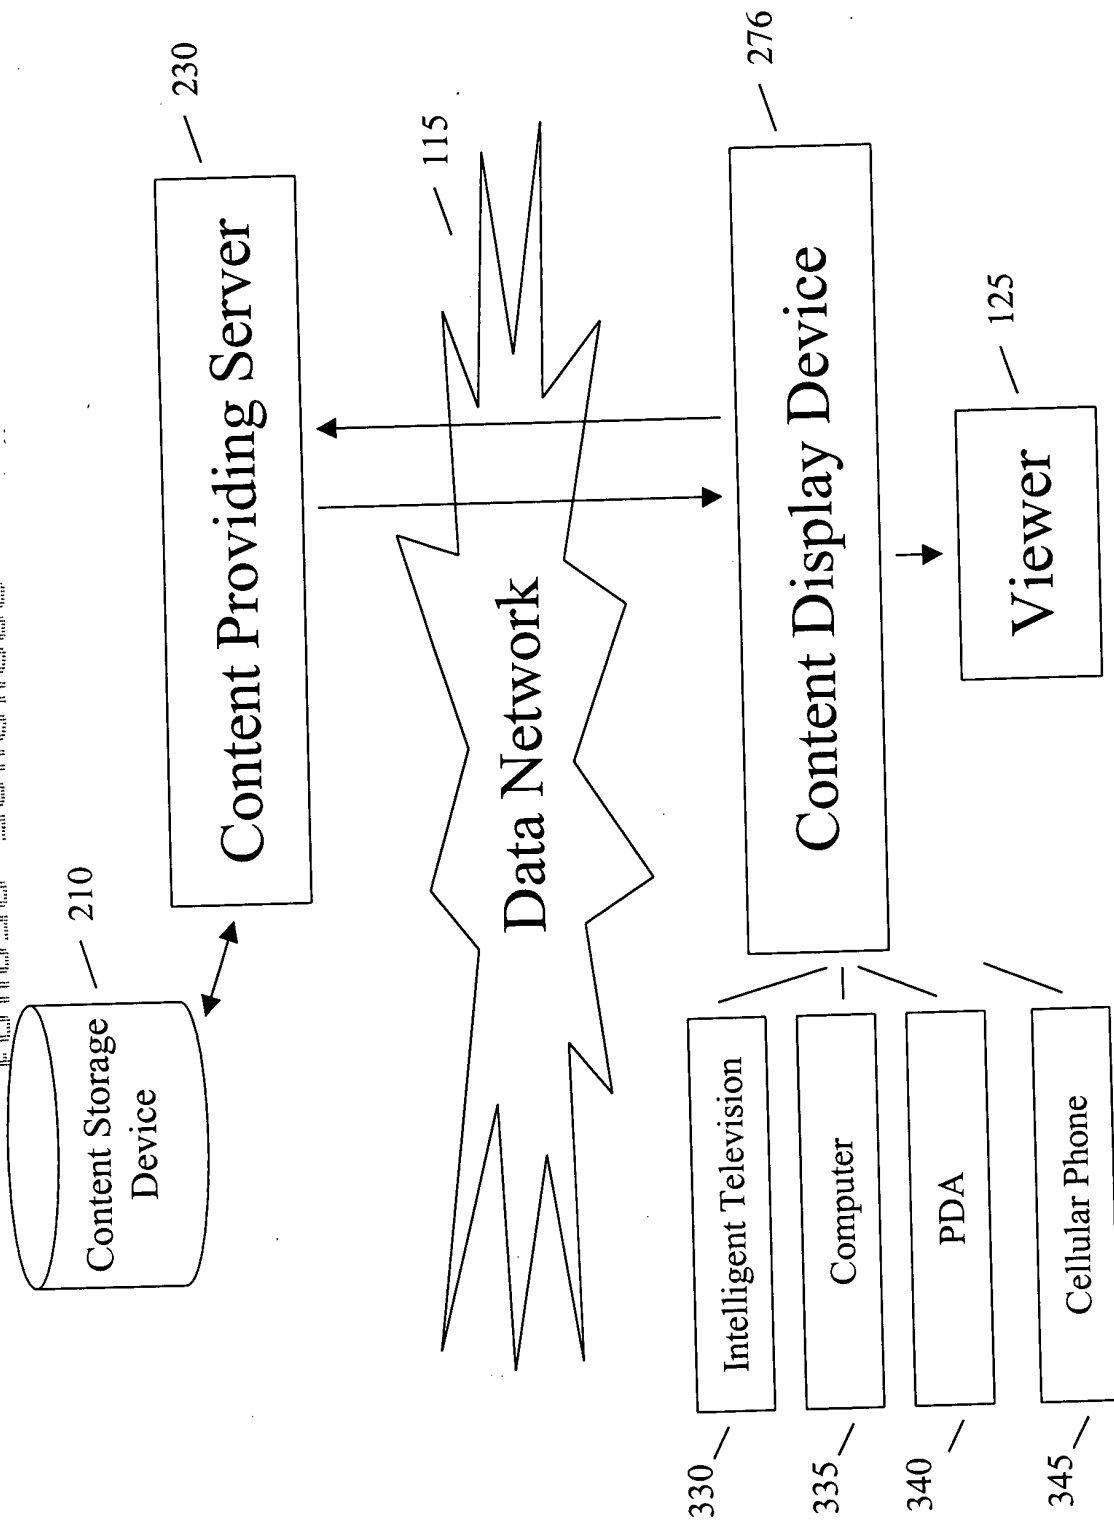 210
Content Storage
Device
230
Content Providing Server
115
Data Network
276
Content Display Device
125
Viewer
330
Intelligent Television
335
Computer
340
PDA
345
Cellular Phone